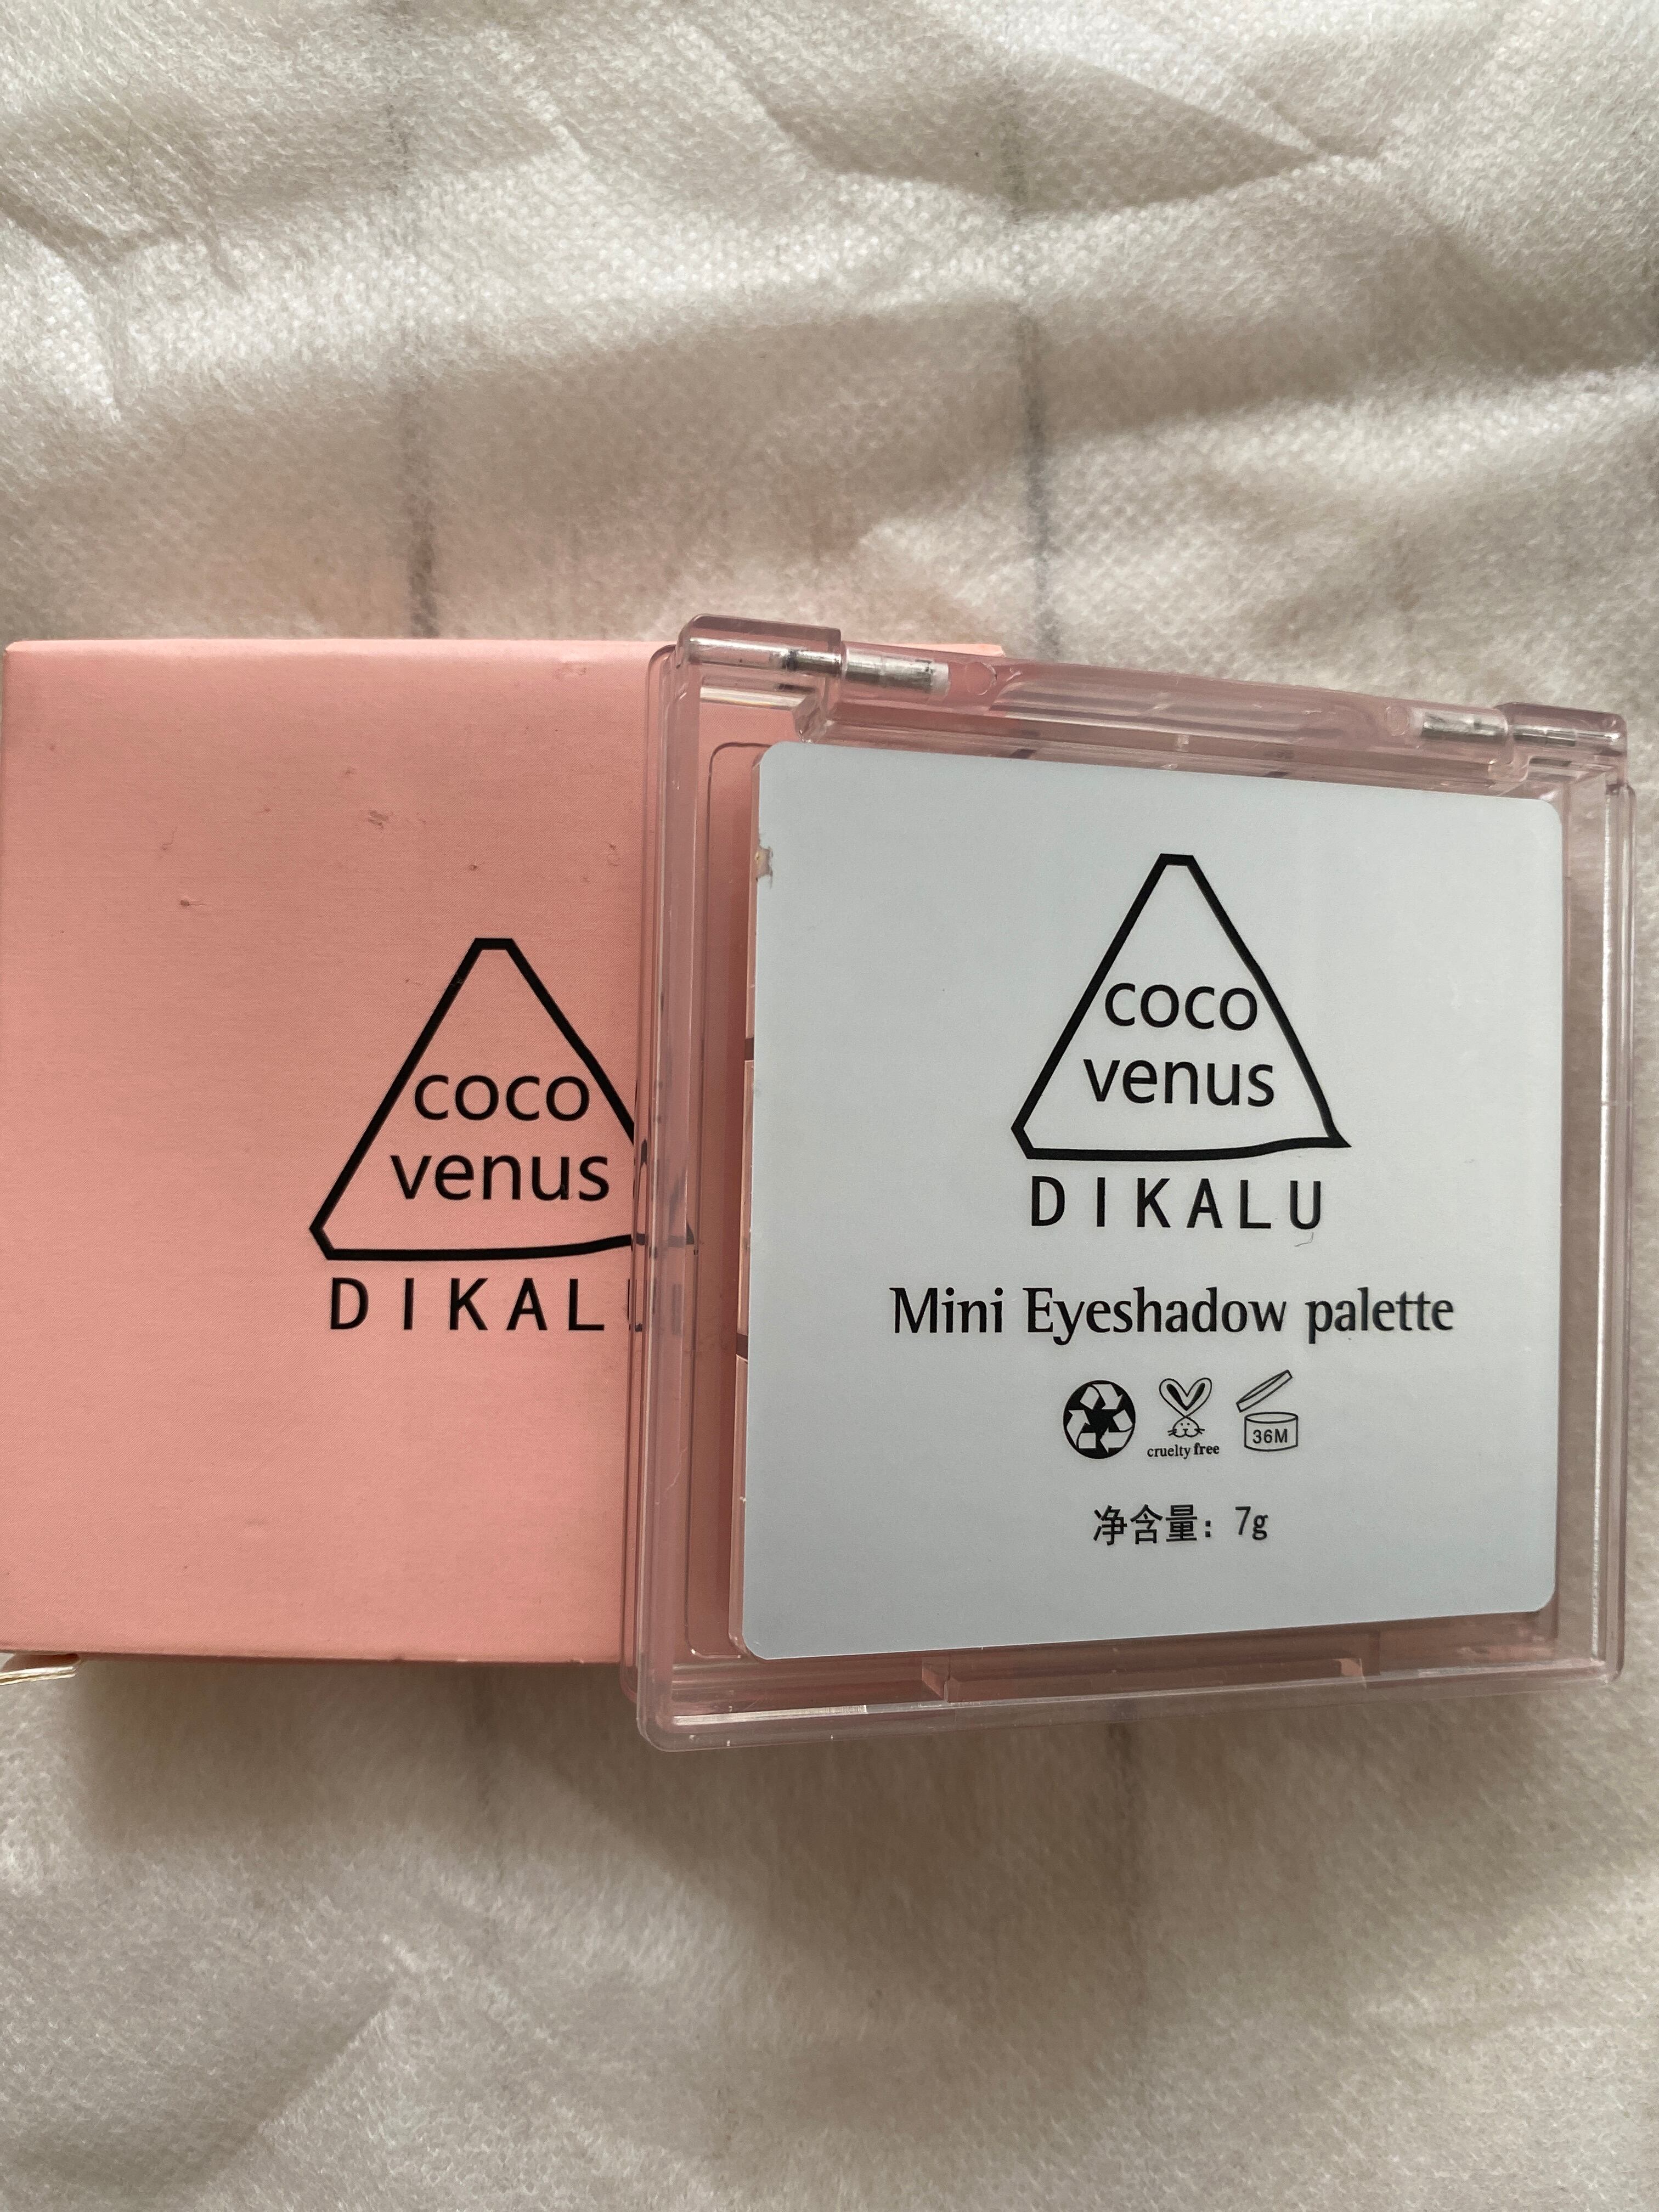 coco
venus
DIKALU
coco
venus
DIKALU
Mini Eyeshadow palette
cruelty free
36M
净含量：7g